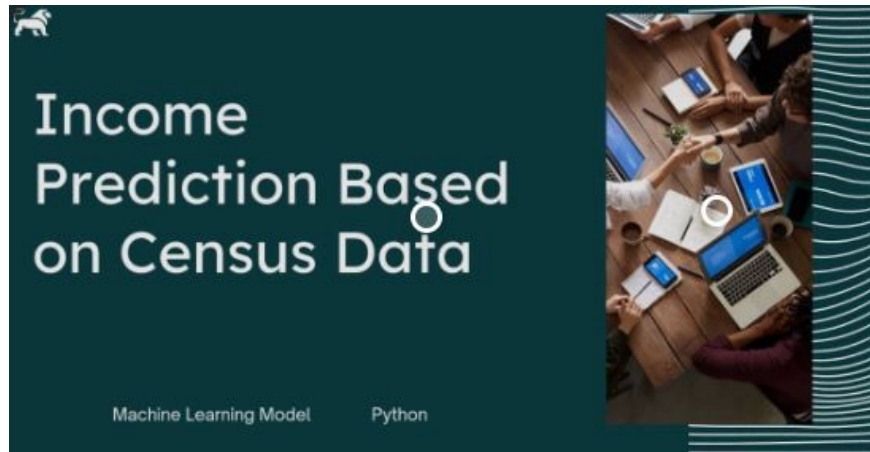 Income
Prediction Based
on Census Data
Machine Learning Model Python